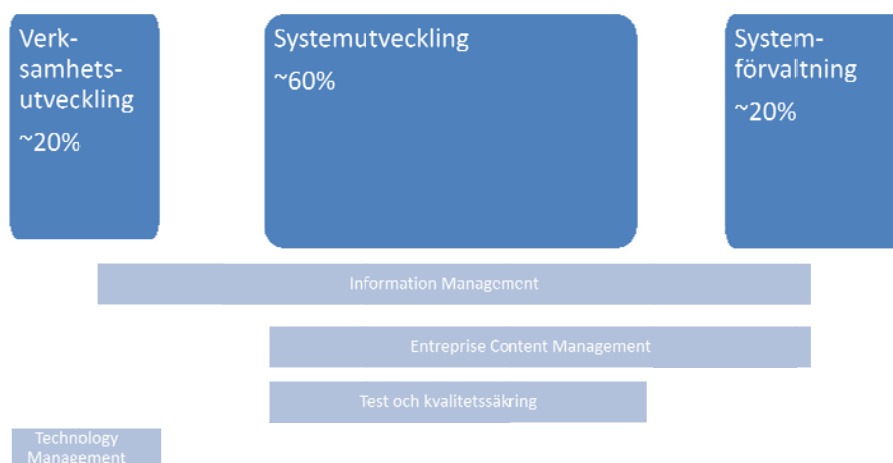 Verk-
samhets-
utveckling
~20%
Systemutveckling
~60%
System-
förvaltning
~20%
Information Management
Entreprise Content Management
Test och kvalitetssäkring
Technology
Management